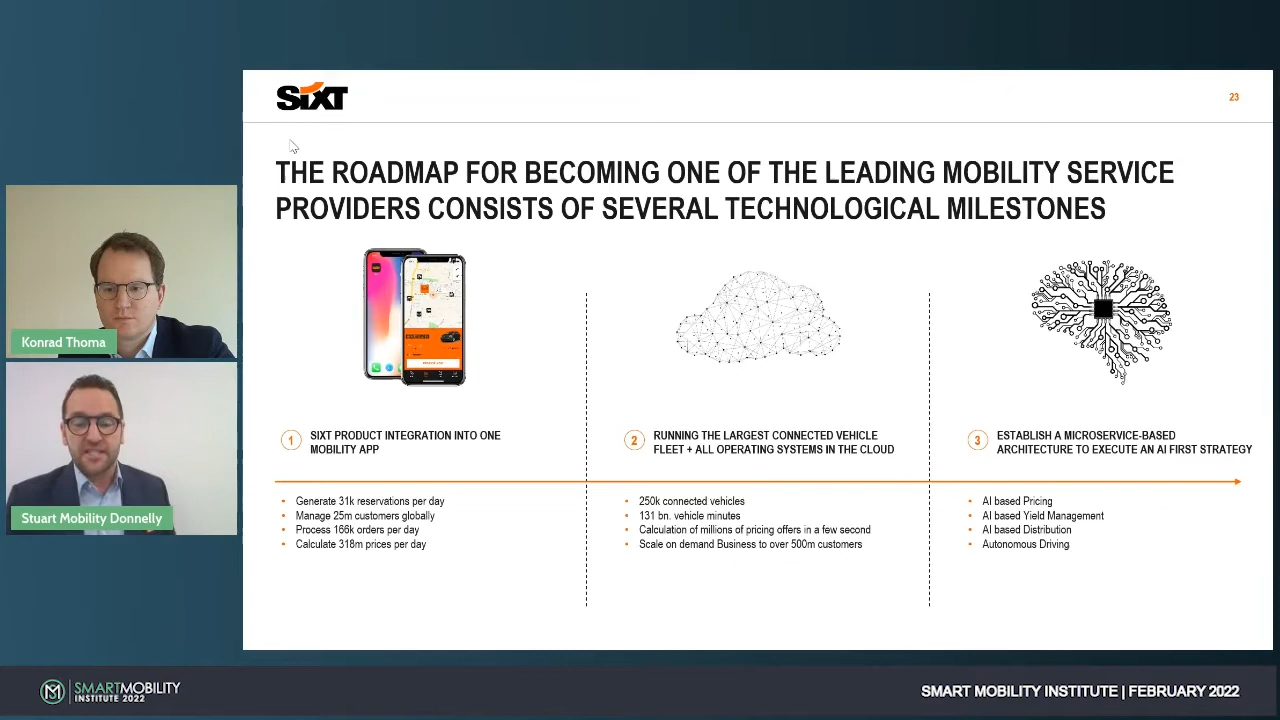 SIXT
23
THE ROADMAP FOR BECOMING ONE OF THE LEADING MOBILITY SERVICE
PROVIDERS CONSISTS OF SEVERAL TECHNOLOGICAL MILESTONES
Konrad Thoma
Stuart Mobility Donnelly
1
SIXT PRODUCT INTEGRATION INTO ONE
MOBILITY APP
• Generate 31k reservations per day
• Manage 25m customers globally
• Process 166k orders per day
• Calculate 318m prices per day
2
RUNNING THE LARGEST CONNECTED VEHICLE
FLEET + ALL OPERATING SYSTEMS IN THE CLOUD
• 250k connected vehicles
• 131 bn. vehicle minutes
• Calculation of millions of pricing offers in a few second
• Scale on demand Business to over 500m customers
3
ESTABLISH A MICROSERVICE-BASED
ARCHITECTURE TO EXECUTE AN AI FIRST STRATEGY
• AI based Pricing
• AI based Yield Management
• AI based Distribution
• Autonomous Driving
SMARTMOBILITY
INSTITUTE 2022
SMART MOBILITY INSTITUTE | FEBRUARY 2022